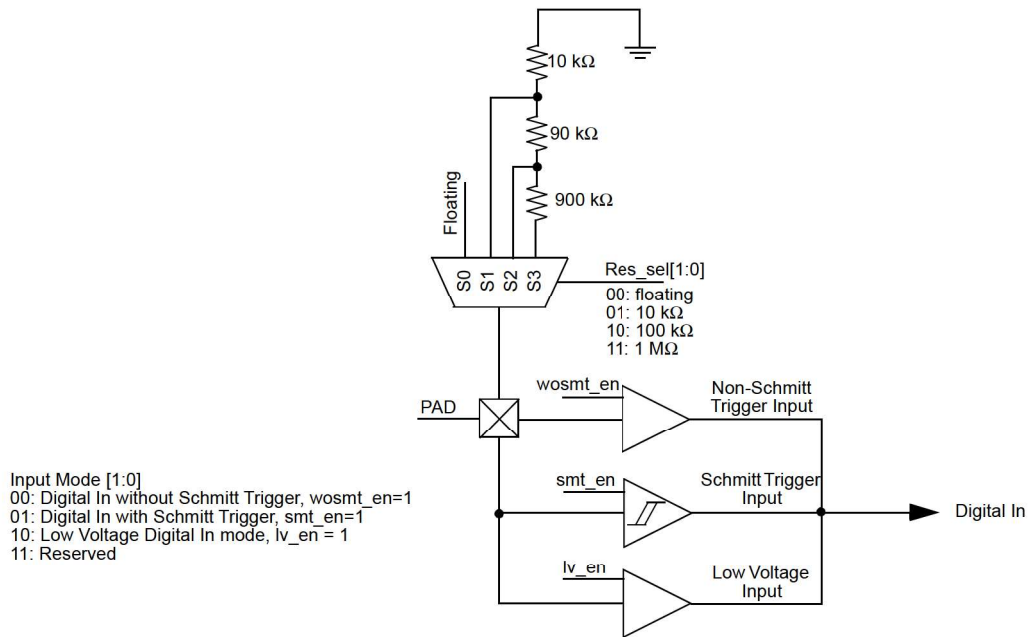 10 kΩ
90 kΩ
900 kΩ
Floating
S0
S1
S2
S3
Res_sel[1:0]
00: floating
01: 10 kΩ
10: 100 kΩ
11: 1 MΩ
PAD
wosmt_en
Non-Schmitt
Trigger Input
Input Mode [1:0]
00: Digital In without Schmitt Trigger, wosmt_en=1
01: Digital In with Schmitt Trigger, smt_en=1
10: Low Voltage Digital In mode, lv_en = 1
11: Reserved
smt_en
Schmitt Trigger
Input
Digital In
lv_en
Low Voltage
Input